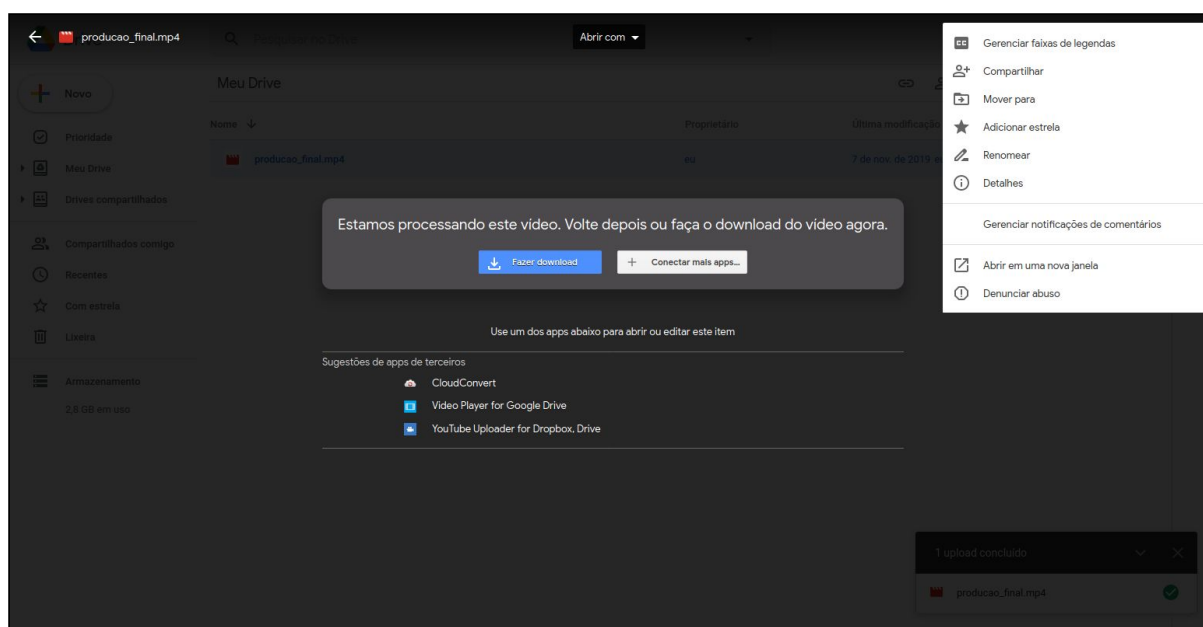 producao_final.mp4
Abrir com
Gerenciar faixas de legendas
Compartilhar
Mover para
Adicionar estrela
Renomear
Detalhes
Gerenciar notificações de comentários
Abrir em uma nova janela
Denunciar abuso
Novo
Prioridade
Meu Drive
Drives compartilhados
Compartilhados comigo
Recentes
Com estrela
Lixeira
Armazenamento
2,8 GB em uso
Meu Drive
Nome
Proprietário
Última modificação
producao_final.mp4
eu
7 de nov. de 2019
Estamos processando este vídeo. Volte depois ou faça o download do vídeo agora.
Fazer download
Conectar mais apps...
Use um dos apps abaixo para abrir ou editar este item
Sugestões de apps de terceiros
CloudConvert
Video Player for Google Drive
YouTube Uploader for Dropbox, Drive
1 upload concluído
producao_final.mp4